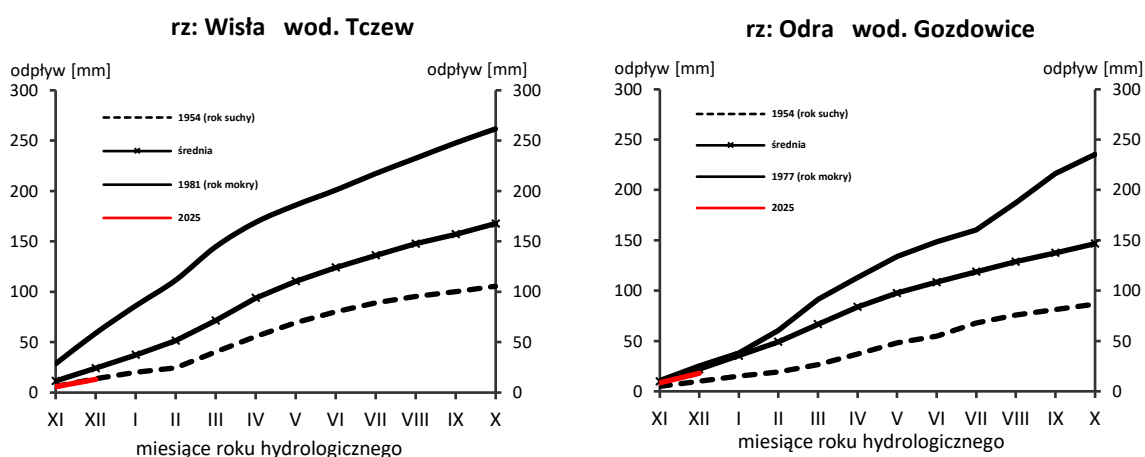 rz: Wisła wod. Tczew
odpływ [mm]
odpływ [mm]
300
250
200
150
100
50
0
1954 (rok suchy)
średnia
1981 (rok mokry)
2025
300
250
200
150
100
50
0
XI XII I II III IV V VI VII VIII IX X
miesiące roku hydrologicznego
rz: Odra wod. Gozdowice
odpływ [mm]
odpływ [mm]
300
250
200
150
100
50
0
1954 (rok suchy)
średnia
1977 (rok mokry)
2025
300
250
200
150
100
50
0
XI XII I II III IV V VI VII VIII IX X
miesiące roku hydrologicznego